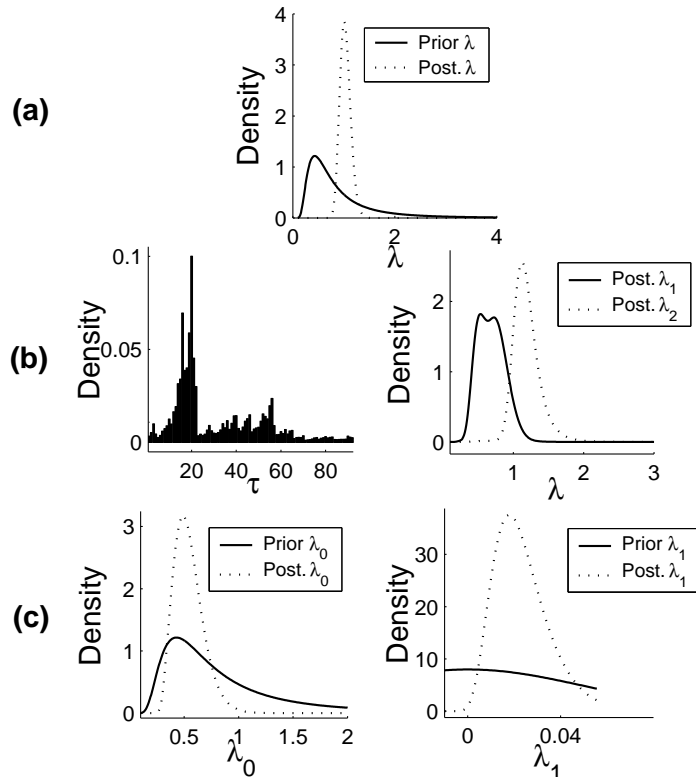 (a)
Density
4
3
2
1
0
0 2 4
λ
Prior λ
Post. λ
(b)
Density
0.1
0.05
0
20 40 60 80
τ
Density
2
1
0
1 2 3
λ
Post. λ₁
Post. λ₂
(c)
Density
3
2
1
0
0.5 1 1.5 2
λ₀
Prior λ₀
Post. λ₀
Density
30
20
10
0
0 0.04
λ₁
Prior λ₁
Post. λ₁